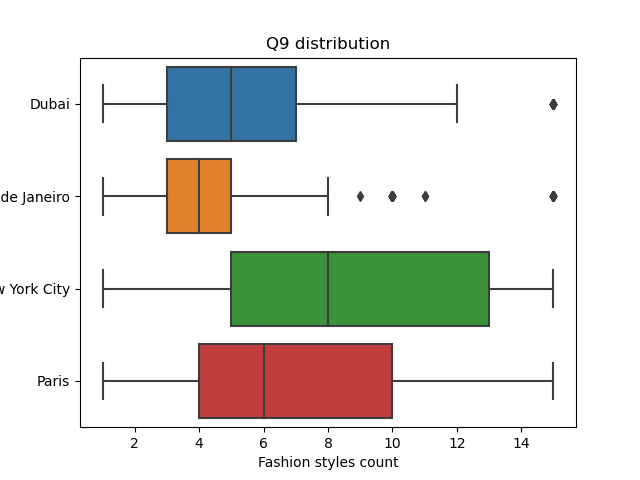 Q9 distribution
Dubai
de Janeiro
York City
Paris
2 4 6 8 10 12 14
Fashion styles count